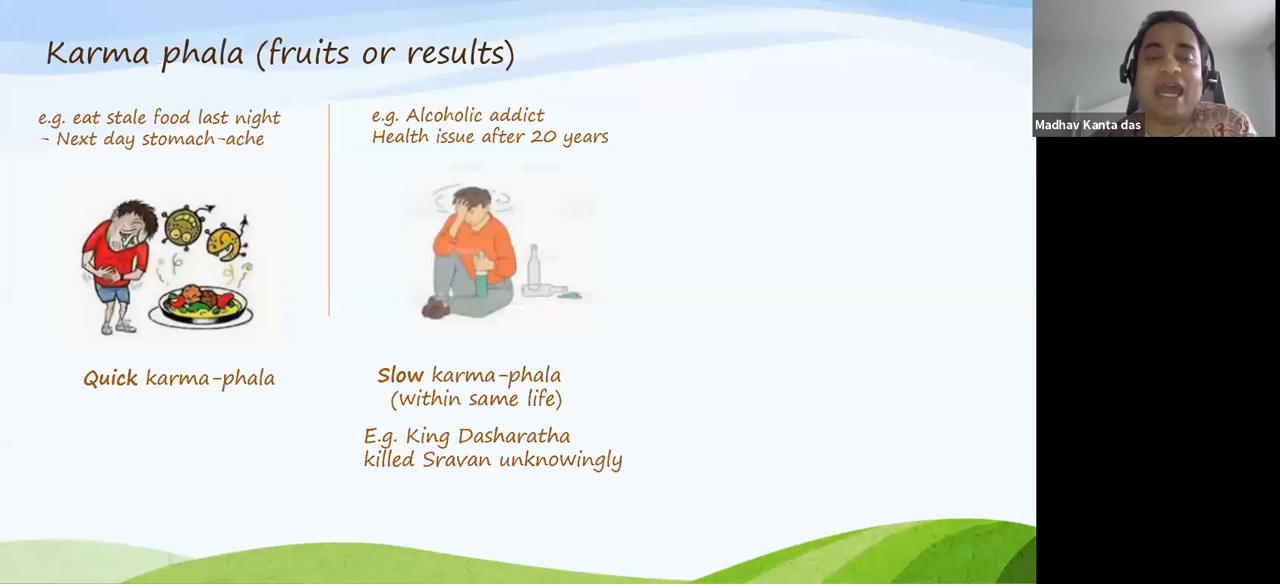 Karma phala (fruits or results)
e.g. eat stale food last night
- Next day stomach-ache
Quick karma-phala
e.g. Alcoholic addict
Health issue after 20 years
Slow karma-phala
(within same life)
E.g. King Dasharatha
killed Sravan unknowingly
Madhav Kanta das